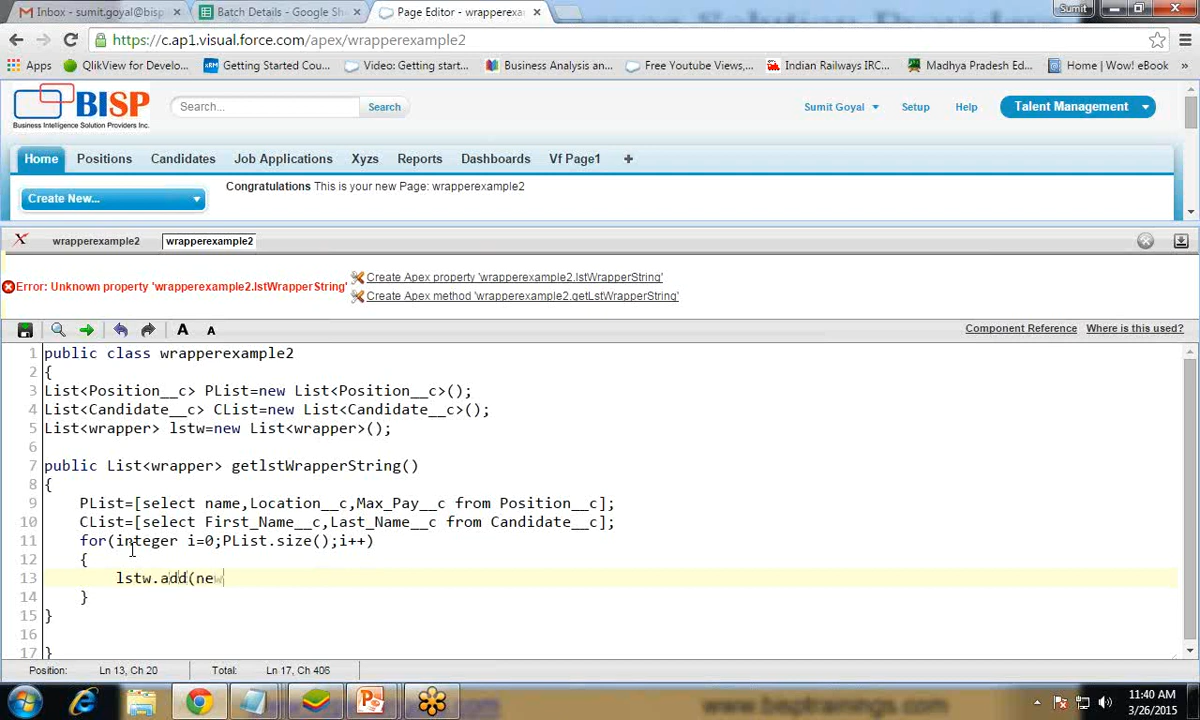 Inbox - sumit.goyal@bisp
Batch Details - Google She
Page Editor - wrapperexa
Sumit
https://c.ap1.visual.force.com/apex/wrapperexample2
Apps
QlikView for Develo...
Getting Started Cou...
Video: Getting start...
Business Analysis an...
Free Youtube Views,...
Indian Railways IRC...
Madhya Pradesh Ed...
Home | Wow! eBook
»
BISP
Business Intelligence Solution Providers Inc.
Search...
Search
Sumit Goyal
Setup
Help
Talent Management
Home
Positions
Candidates
Job Applications
Xyzs
Reports
Dashboards
Vf Page1
+
Create New...
Congratulations This is your new Page: wrapperexample2
wrapperexample2
wrapperexample2
Error: Unknown property 'wrapperexample2.lstWrapperString'
Create Apex property 'wrapperexample2.lstWrapperString'
Create Apex method 'wrapperexample2.getLstWrapperString'
A
A
Component Reference
Where is this used?
1 public class wrapperexample2
2 {
3 List<Position__c> PList=new List<Position__c>();
4 List<Candidate__c> CList=new List<Candidate__c>();
5 List<wrapper> lstw=new List<wrapper>();
6
7 public List<wrapper> getlstWrapperString()
8 {
9 PList=[select name,Location__c,Max_Pay__c from Position__c];
10 CList=[select First_Name__c,Last_Name__c from Candidate__c];
11 for(integer i=0;PList.size();i++)
12 {
13 lstw.add(new
14 }
15 }
16
17 }
Position:
Ln 13, Ch 20
Total:
Ln 17, Ch 405
www.bisptrainings.com
11:40 AM
3/26/2015